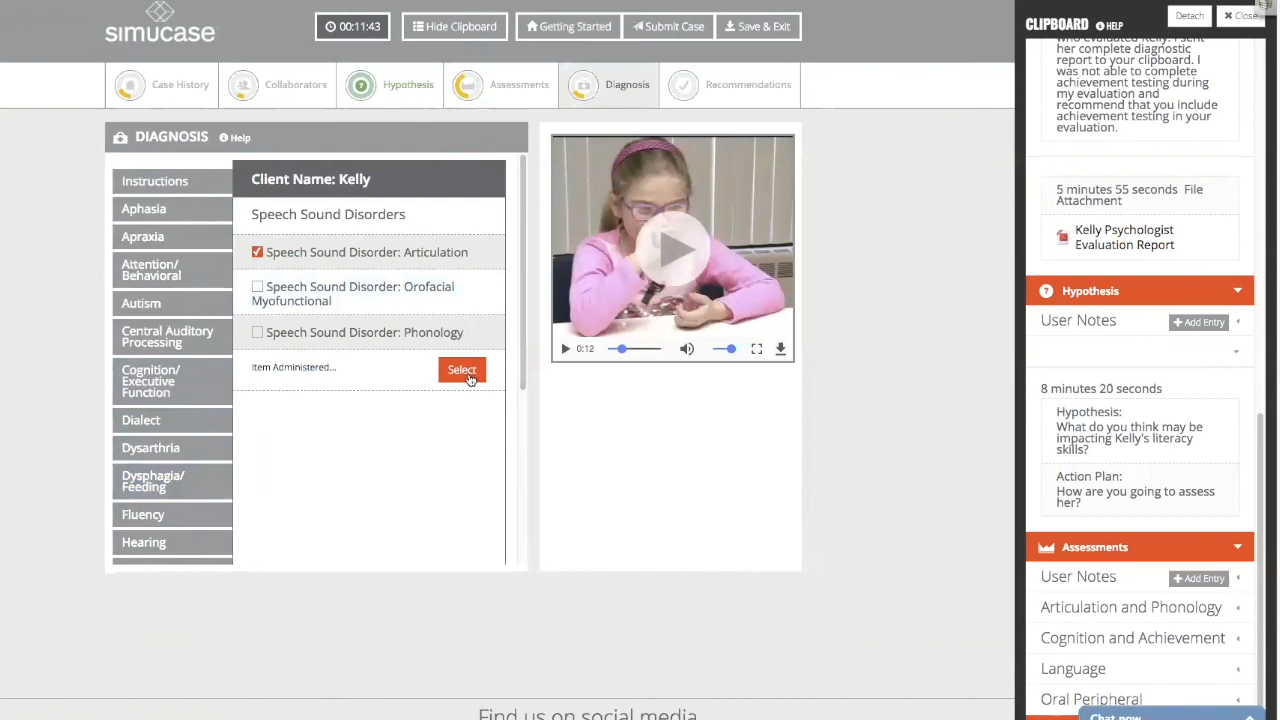 simucase
00:11:43
Hide Clipboard
Getting Started
Submit Case
Save & Exit
Case History
Collaborators
Hypothesis
Assessments
Diagnosis
Recommendations
DIAGNOSIS
Help
Instructions
Aphasia
Apraxia
Attention/
Behavioral
Autism
Central Auditory
Processing
Cognition/
Executive
Function
Dialect
Dysarthria
Dysphagia/
Feeding
Fluency
Hearing
Client Name: Kelly
Speech Sound Disorders
Speech Sound Disorder: Articulation
Speech Sound Disorder: Orofacial
Myofunctional
Speech Sound Disorder: Phonology
Item Administered...
Select
0:12
Find us on social media
Detach
Close
CLIPBOARD HELP
who evaluated Kelly. I sent
her complete diagnostic
report to your clipboard. I
was not able to complete
achievement testing during
my evaluation and
recommend that you include
achievement testing in your
evaluation.
5 minutes 55 seconds File
Attachment
Kelly Psychologist
Evaluation Report
Hypothesis
User Notes
+ Add Entry
8 minutes 20 seconds
Hypothesis:
What do you think may be
impacting Kelly's literacy
skills?
Action Plan:
How are you going to assess
her?
Assessments
User Notes
+ Add Entry
Articulation and Phonology
Cognition and Achievement
Language
Oral Peripheral
Chat now